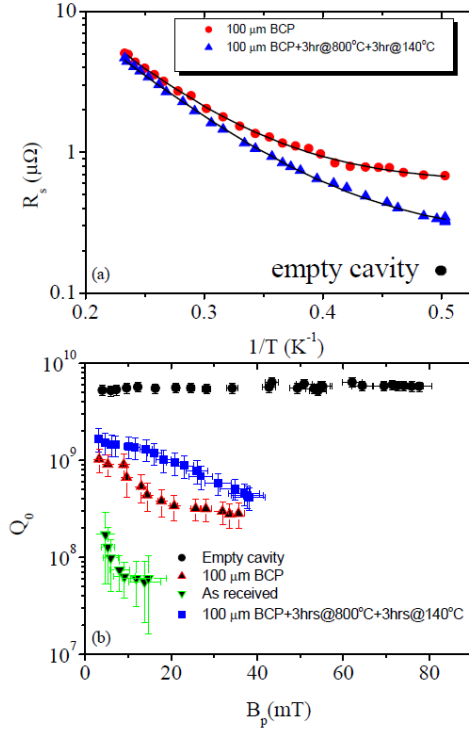 100 μm BCP
100 μm BCP+3hr@800°C+3hr@140°C
10
1
0.1
R_s (μΩ)
(a)
empty cavity
0.2 0.3 0.4 0.5
1/T (K⁻¹)
10¹⁰
10⁹
10⁸
10⁷
Q₀
Empty cavity
100 μm BCP
As received
100 μm BCP+3hrs@800°C+3hrs@140°C
(b)
0 20 40 60 80
B_p(mT)